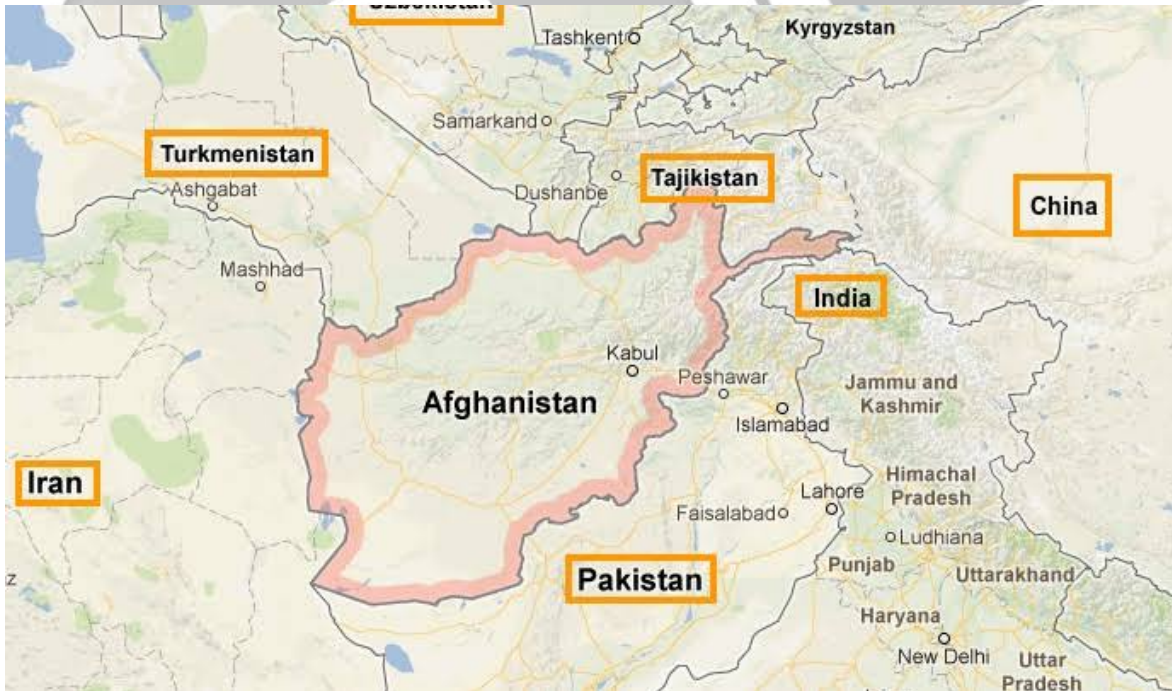 Uzbekistan
Tashkent
Kyrgyzstan
Samarkand
Turkmenistan
Dushanbe
Tajikistan
Ashgabat
China
Mashhad
India
Kabul
Peshawar
Jammu and
Kashmir
Afghanistan
Islamabad
Iran
Himachal
Pradesh
Lahore
Faisalabad
Ludhiana
Punjab
Uttarakhand
Pakistan
z
Haryana
New Delhi
Uttar
Pradesh